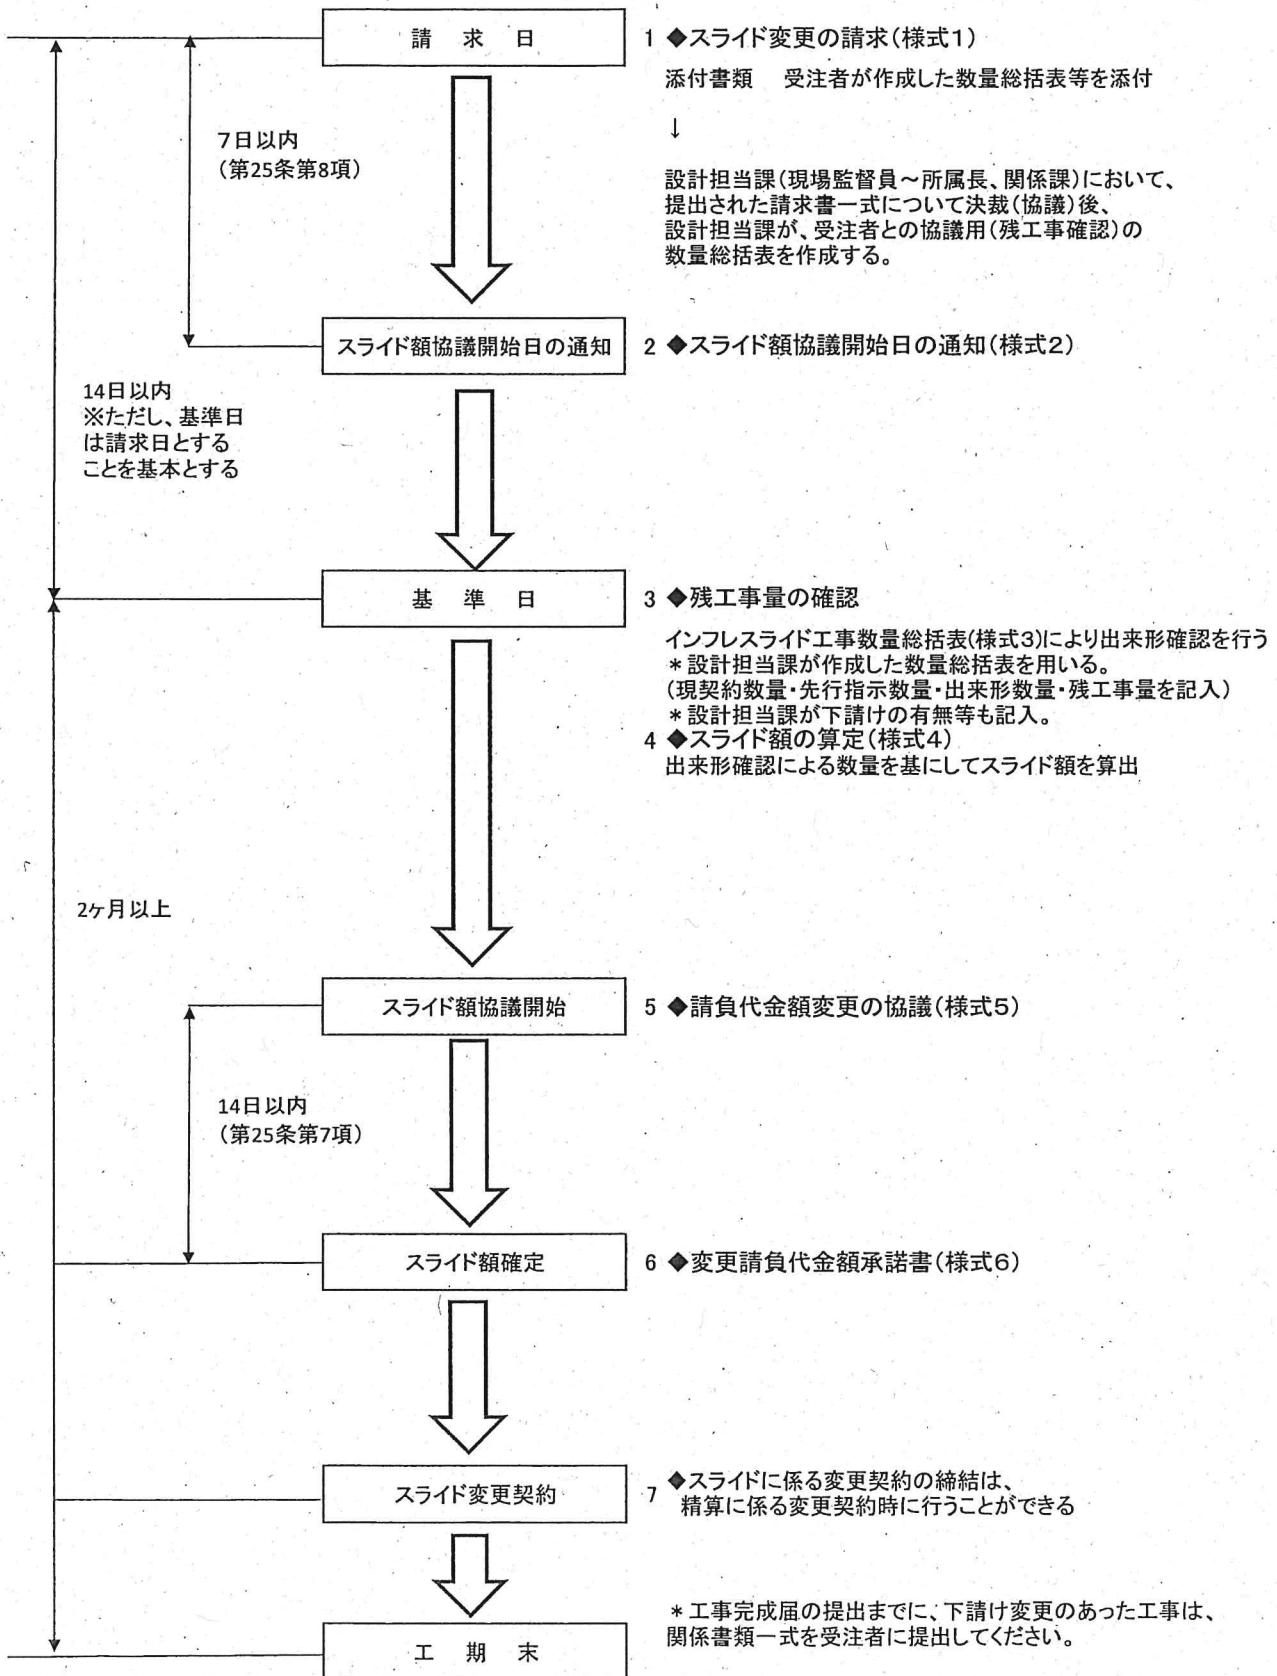 請 求 日
1 ◆スライド変更の請求(様式1)
添付書類 受注者が作成した数量総括表等を添付
↓
7日以内
(第25条第8項)
設計担当課(現場監督員～所属長、関係課)において、
提出された請求書一式について決裁(協議)後、
設計担当課が、受注者との協議用(残工事確認)の
数量総括表を作成する。
スライド額協議開始日の通知
2 ◆スライド額協議開始日の通知(様式2)
14日以内
※ただし、基準日
は請求日とする
ことを基本とする
基 準 日
3 ◆残工事量の確認
インフレスライド工事数量総括表(様式3)により出来形確認を行う
＊設計担当課が作成した数量総括表を用いる。
(現契約数量・先行指示数量・出来形数量・残工事量を記入)
＊設計担当課が下請けの有無等も記入。
4 ◆スライド額の算定(様式4)
出来形確認による数量を基にしてスライド額を算出
2ヶ月以上
スライド額協議開始
5 ◆請負代金額変更の協議(様式5)
14日以内
(第25条第7項)
スライド額確定
6 ◆変更請負代金額承諾書(様式6)
スライド変更契約
7 ◆スライドに係る変更契約の締結は、
精算に係る変更契約時に行うことができる
＊工事完成届の提出までに、下請け変更のあった工事は、
関係書類一式を受注者に提出してください。
工 期 末